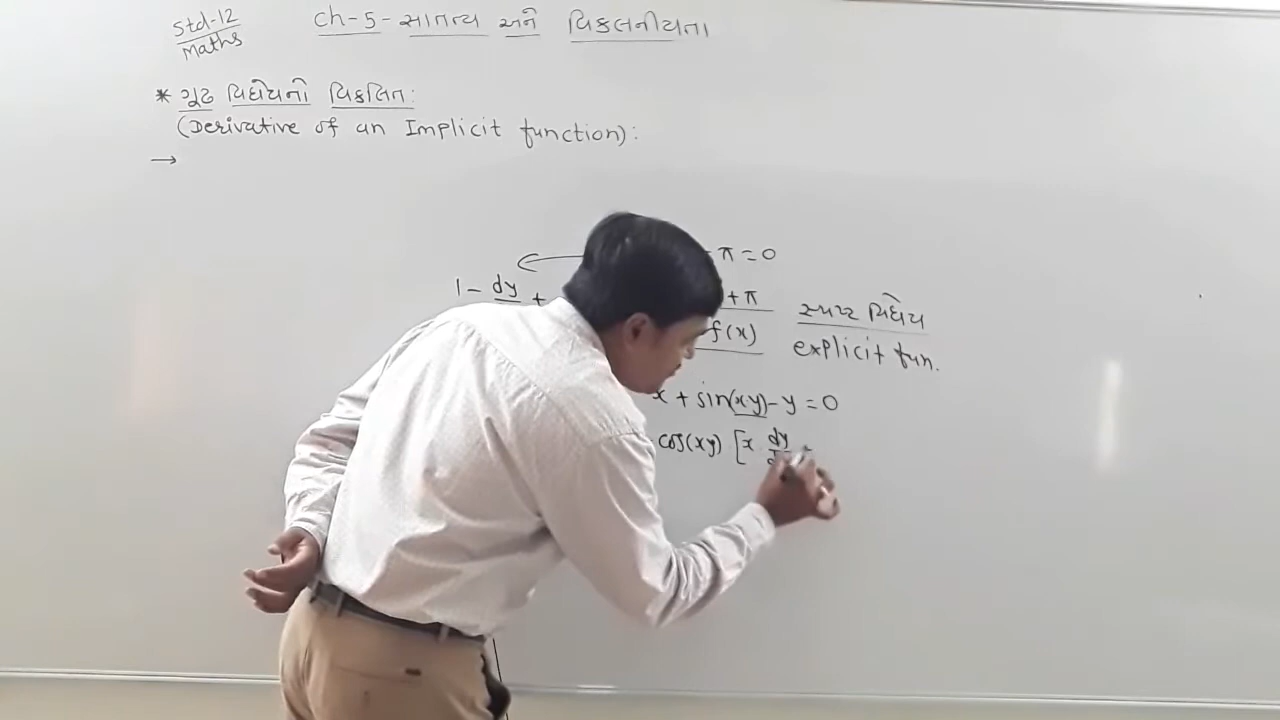 Std-12
Maths
Ch-5-સાતત્ય અને વિકલનીયતા
* ગૂઢ વિધેયનો વિકલિત:
(Derivative of an Implicit function):
→
π = 0
1 - dy +
+ π સ્પષ્ટ વિધેય
f(x) explicit fun.
x + sin(xy) - y = 0
cos(xy) [x dy